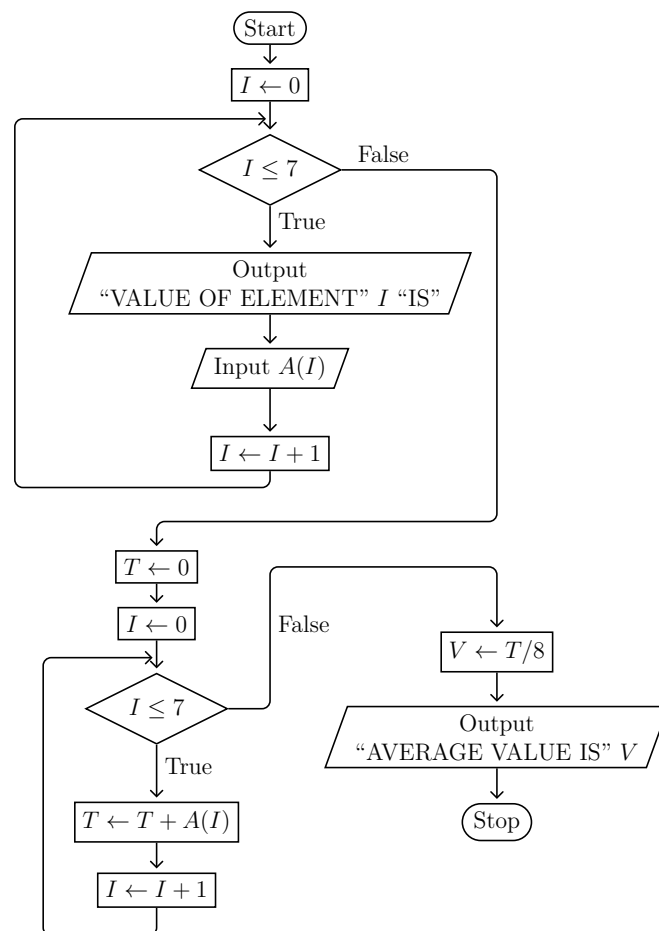 Start
I ← 0
I ≤ 7
False
True
Output
“VALUE OF ELEMENT” I “IS”
Input A(I)
I ← I + 1
T ← 0
I ← 0
I ≤ 7
False
True
T ← T + A(I)
I ← I + 1
V ← T/8
Output
“AVERAGE VALUE IS” V
Stop